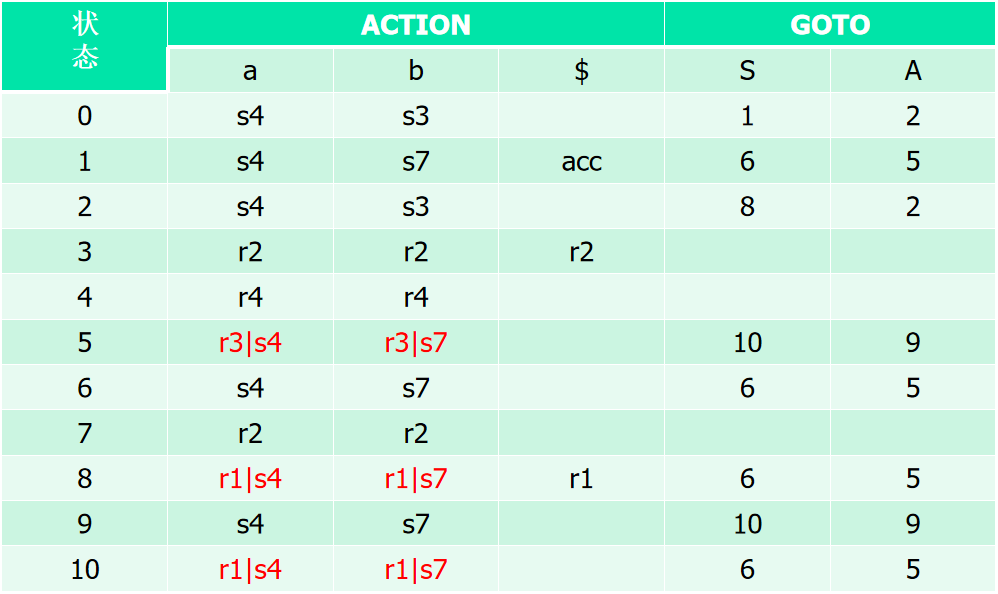 状态 ACTION GOTO
a b $ S A
0 s4 s3 1 2
1 s4 s7 acc 6 5
2 s4 s3 8 2
3 r2 r2 r2
4 r4 r4
5 r3|s4 r3|s7 10 9
6 s4 s7 6 5
7 r2 r2
8 r1|s4 r1|s7 r1 6 5
9 s4 s7 10 9
10 r1|s4 r1|s7 6 5